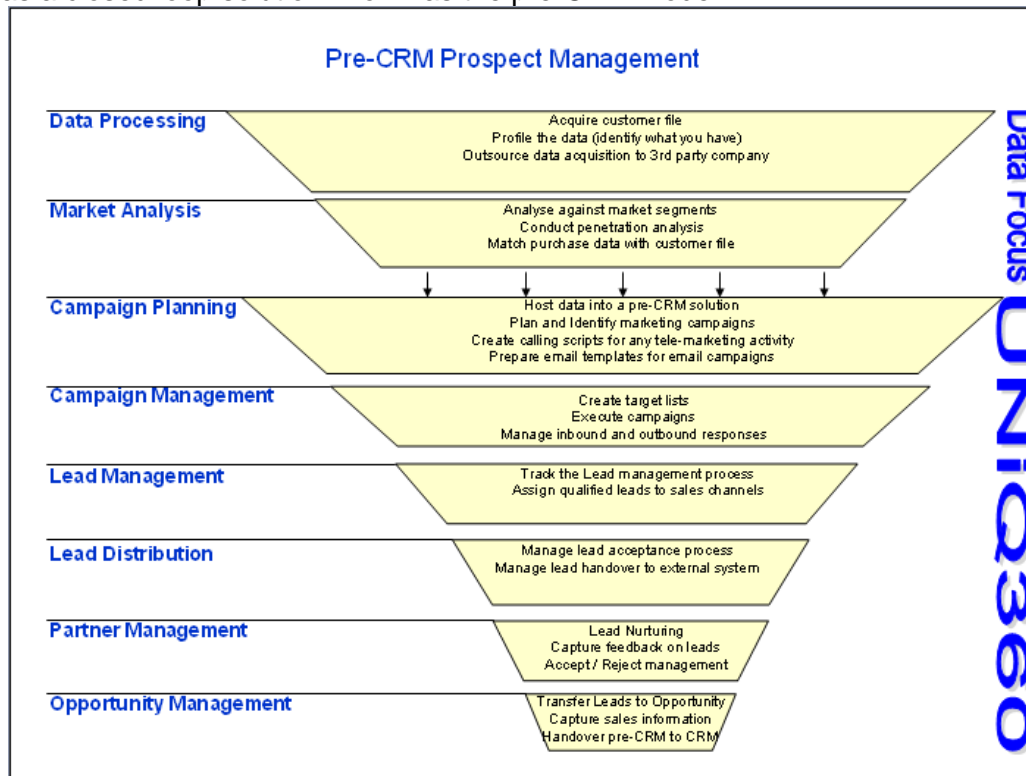 Pre-CRM Prospect Management
Data Processing
Acquire customer file
Profile the data (identify what you have)
Outsource data acquisition to 3rd party company
Market Analysis
Analyse against market segments
Conduct penetration analysis
Match purchase data with customer file
Campaign Planning
Host data into a pre-CRM solution
Plan and Identify marketing campaigns
Create calling scripts for any tele-marketing activity
Prepare email templates for email campaigns
Campaign Management
Create target lists
Execute campaigns
Manage inbound and outbound responses
Lead Management
Track the Lead management process
Assign qualified leads to sales channels
Lead Distribution
Manage lead acceptance process
Manage lead handover to external system
Partner Management
Lead Nurturing
Capture feedback on leads
Accept / Reject management
Opportunity Management
Transfer Leads to Opportunity
Capture sales information
Handover pre-CRM to CRM
Data Focus
UNiQ360